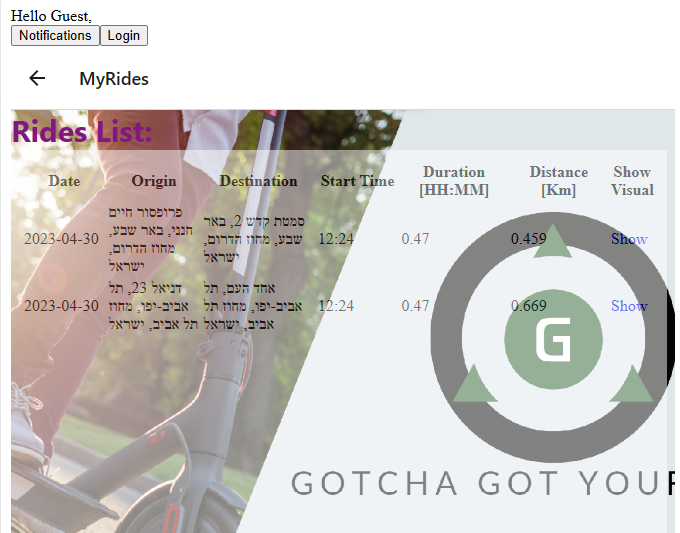 Hello Guest,
Notifications Login
MyRides
Rides List:
Date Origin Destination Start Time Duration [HH:MM] Distance [Km] Show Visual
2023-04-30
פרופסור חיים
חנני, באר שבע,
מחוז הדרום,
ישראל
סמטת קדש 2, באר
שבע, מחוז הדרום,
ישראל
12:24 0.47 0.459 Show
2023-04-30
דניאל 23, תל
אביב-יפו, מחוז
תל אביב, ישראל
אחד העם, תל
אביב-יפו, מחוז תל
אביב, ישראל
12:24 0.47 0.669 Show
G
GOTCHA GOT YOUR